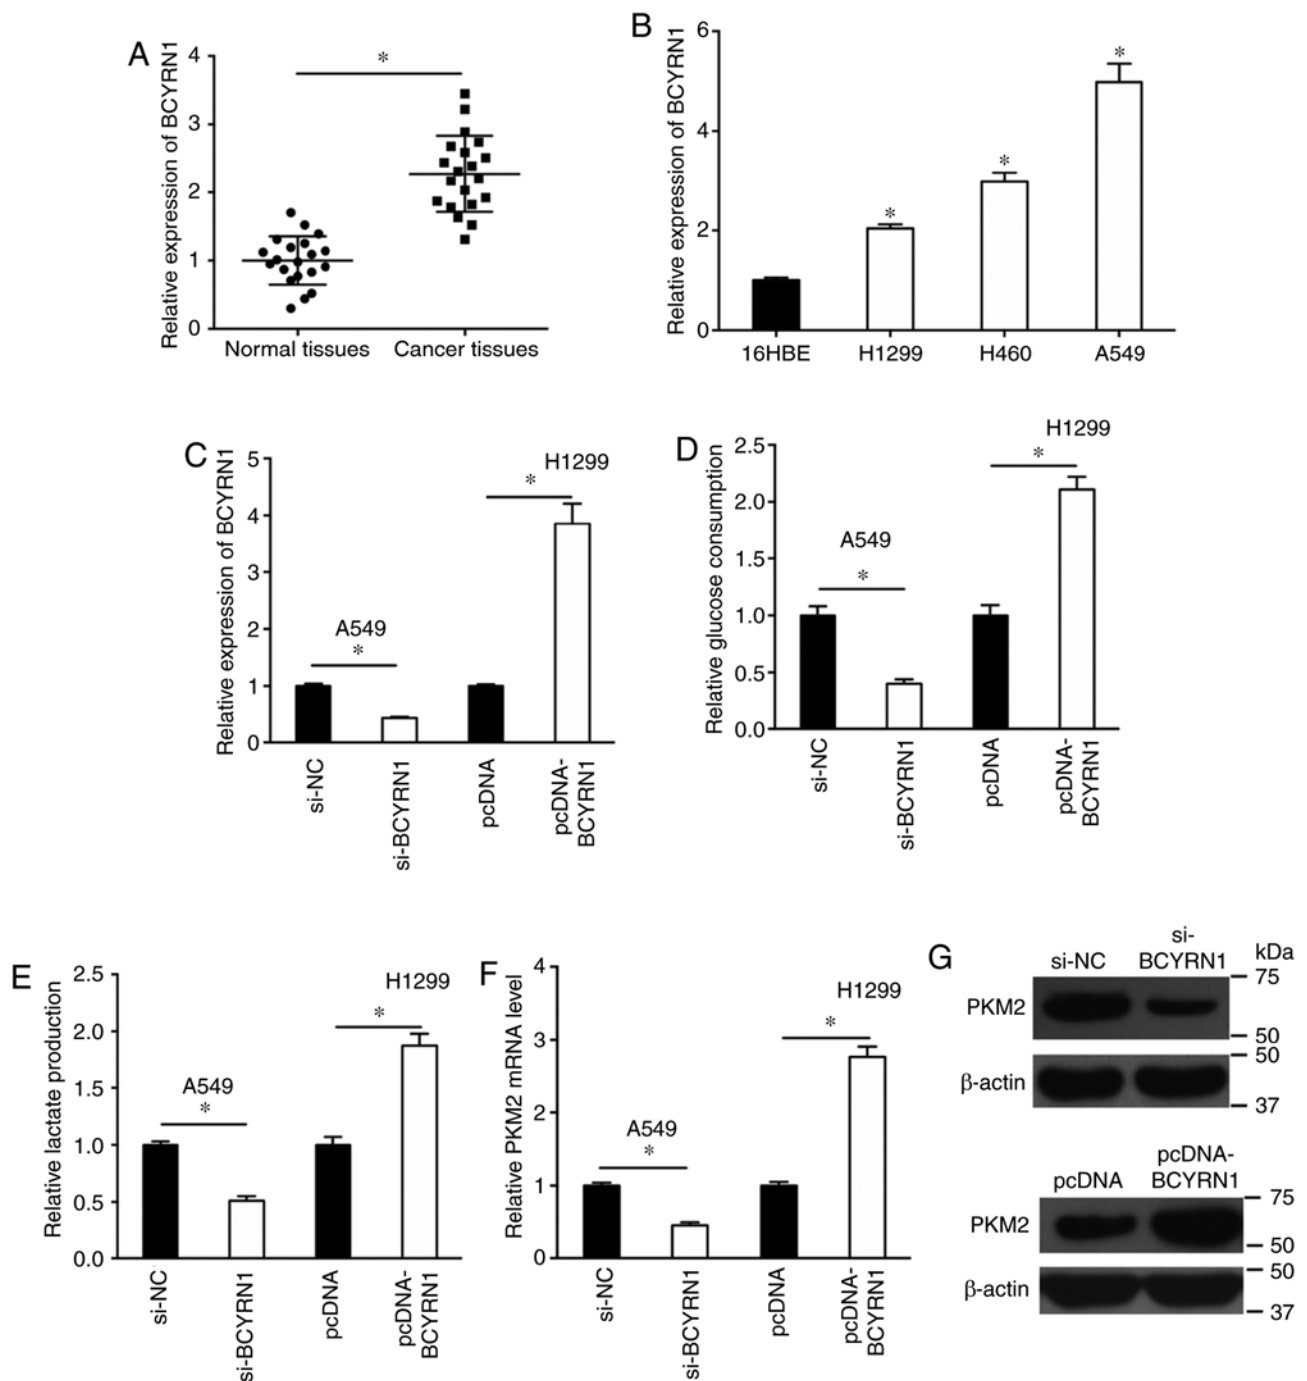 A
Relative expression of BCYRN1
4
3
2
1
0
*
Normal tissues
Cancer tissues
B
Relative expression of BCYRN1
6
4
2
0
*
*
*
16HBE
H1299
H460
A549
C
Relative expression of BCYRN1
5
4
3
2
1
0
A549
*
H1299
*
si-NC
si-BCYRN1
pcDNA
pcDNA-
BCYRN1
D
Relative glucose consumption
2.5
2.0
1.5
1.0
0.5
0.0
A549
*
H1299
*
si-NC
si-BCYRN1
pcDNA
pcDNA-
BCYRN1
E
Relative lactate production
2.5
2.0
1.5
1.0
0.5
0.0
A549
*
H1299
*
si-NC
si-BCYRN1
pcDNA
pcDNA-
BCYRN1
F
Relative PKM2 mRNA level
4
3
2
1
0
A549
*
H1299
*
si-NC
si-BCYRN1
pcDNA
pcDNA-
BCYRN1
G
si-NC
si-
BCYRN1
kDa
PKM2
75
50
β-actin
50
37
pcDNA
pcDNA-
BCYRN1
PKM2
75
50
β-actin
50
37